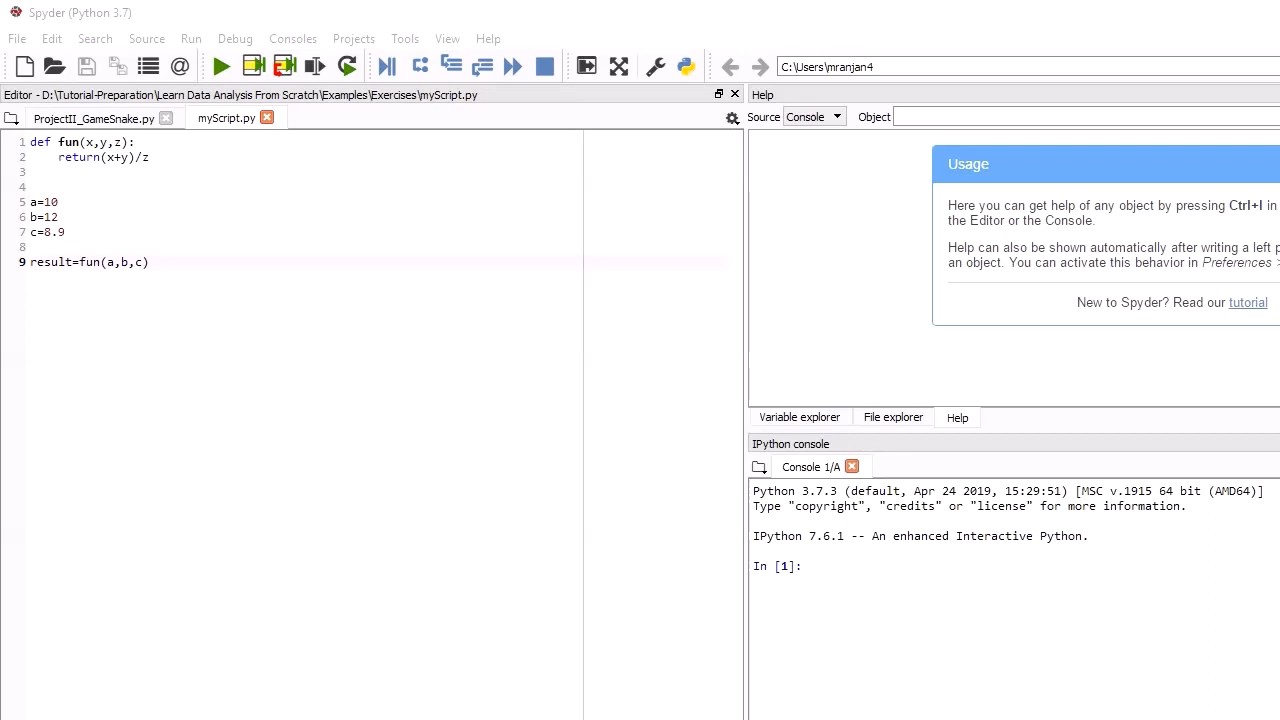 Spyder (Python 3.7)
File Edit Search Source Run Debug Consoles Projects Tools View Help
C:\Users\mranjan4
Editor - D:\Tutorial-Preparation\Learn Data Analysis From Scratch\Examples\Exercises\myScript.py
Help
ProjectII_GameSnake.py myScript.py
Source Console Object
1 def fun(x,y,z):
2 return(x+y)/z
3
4
5 a=10
6 b=12
7 c=8.9
8
9 result=fun(a,b,c)
Usage
Here you can get help of any object by pressing Ctrl+I in
the Editor or the Console.
Help can also be shown automatically after writing a left p
an object. You can activate this behavior in Preferences >
New to Spyder? Read our tutorial
Variable explorer File explorer Help
IPython console
Console 1/A
Python 3.7.3 (default, Apr 24 2019, 15:29:51) [MSC v.1915 64 bit (AMD64)]
Type "copyright", "credits" or "license" for more information.
IPython 7.6.1 -- An enhanced Interactive Python.
In [1]: